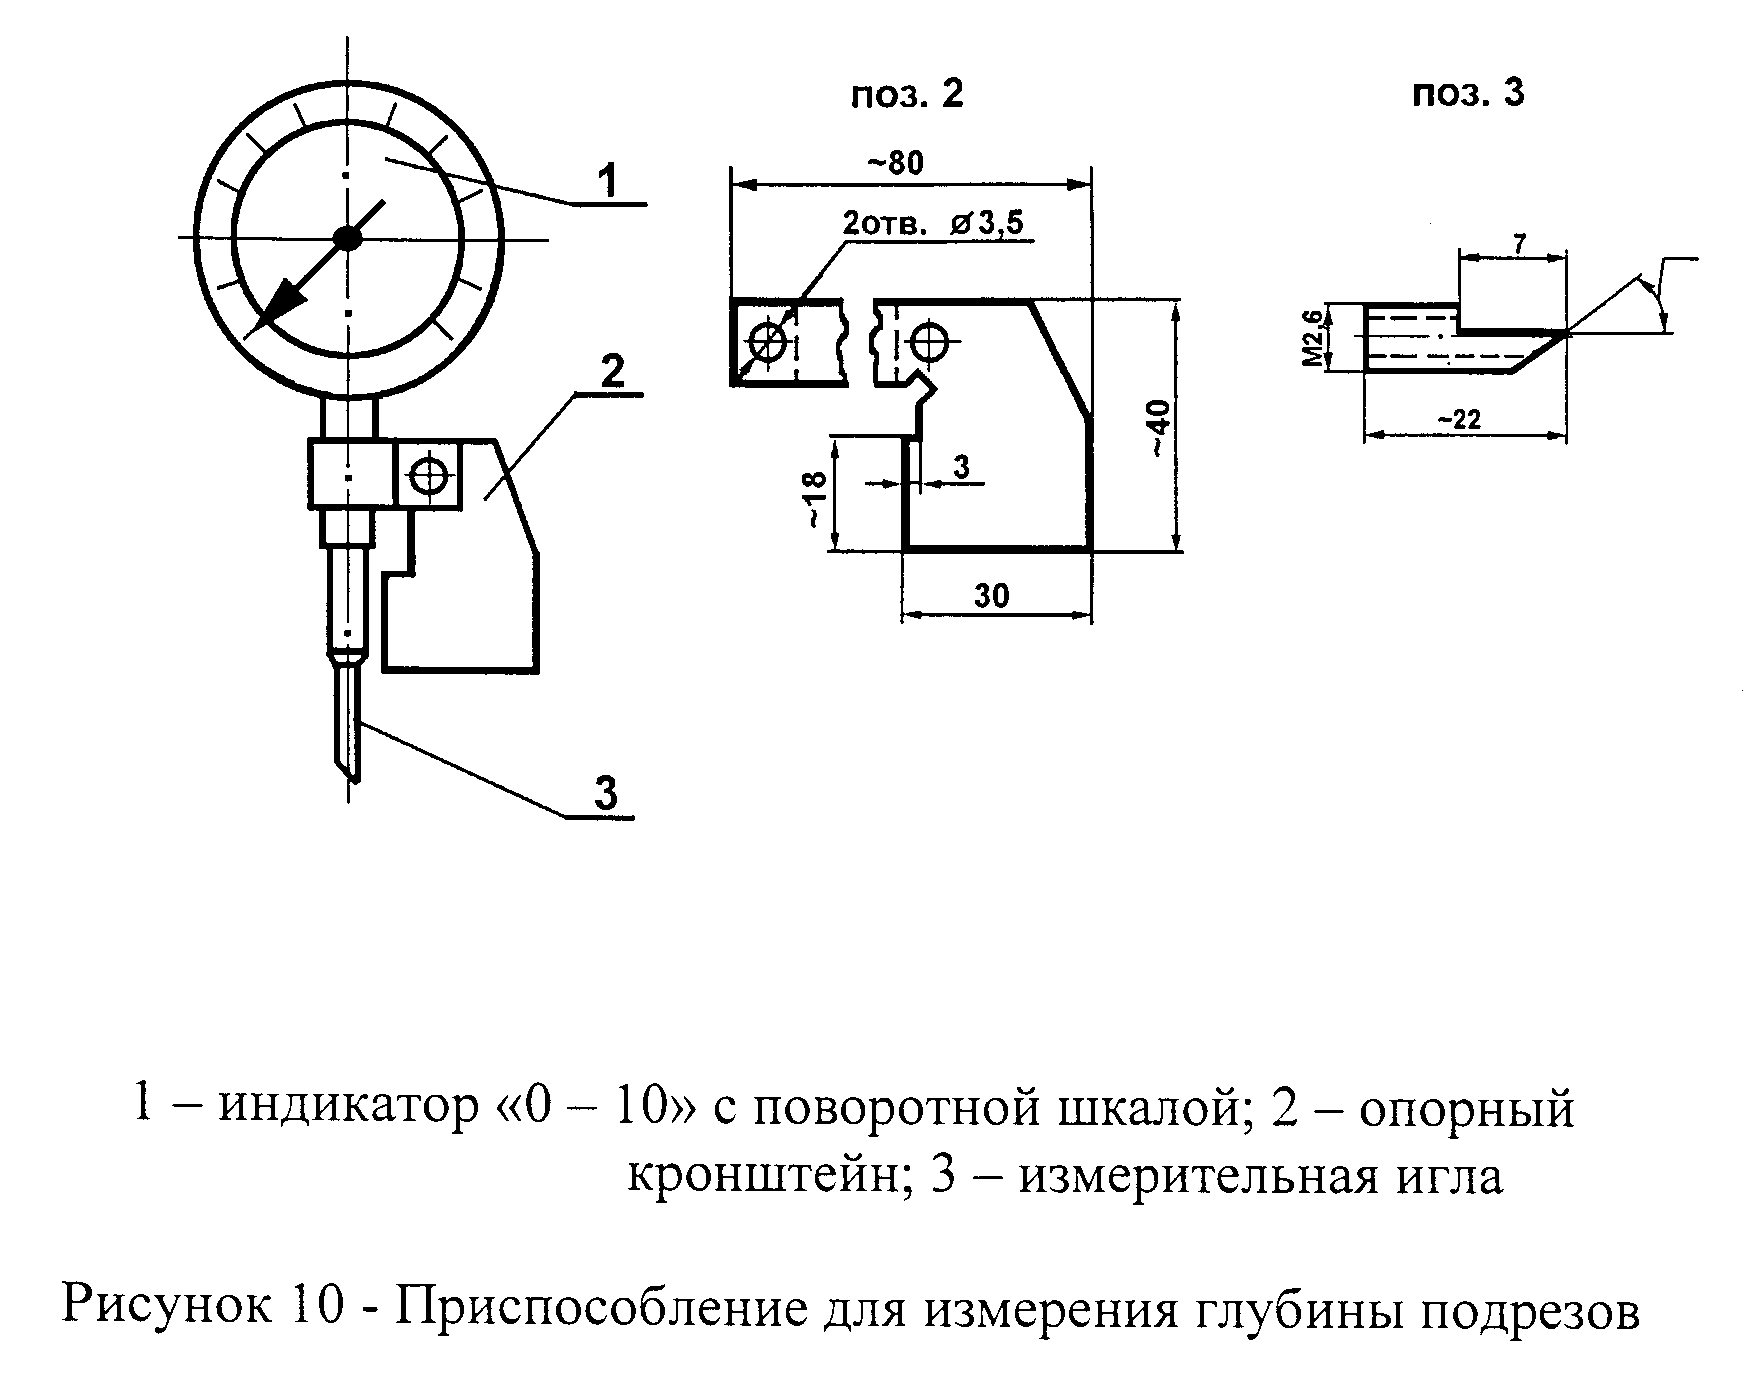 поз. 2
поз. 3
~80
2отв. ⌀3,5
1
7
M2,6
2
~40
~22
3
~18
30
3
1 – индикатор «0 – 10» с поворотной шкалой; 2 – опорный
кронштейн; 3 – измерительная игла
Рисунок 10 - Приспособление для измерения глубины подрезов